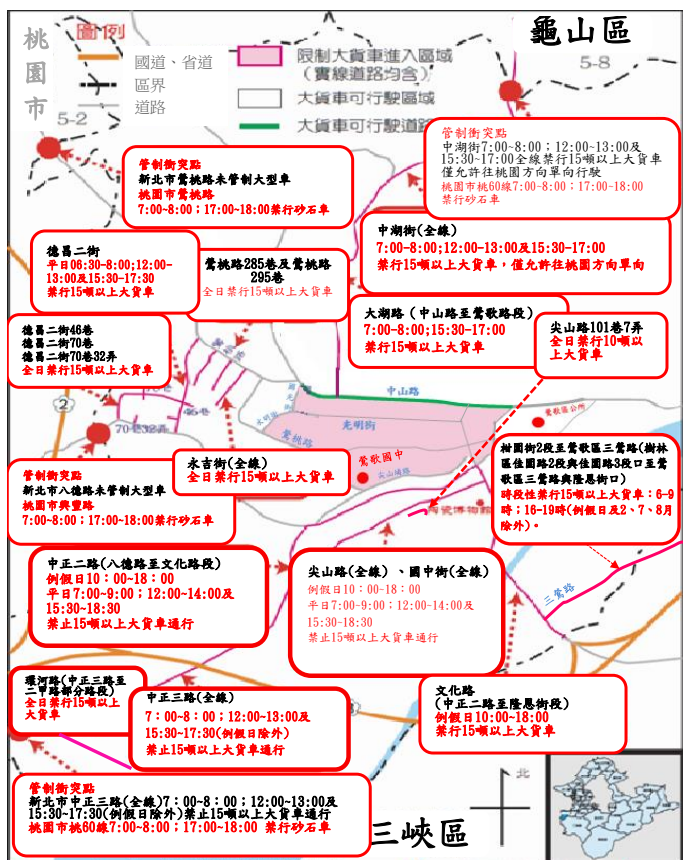 桃園市
圖例
國道、省道
區界
道路
限制大貨車進入區域
（實線道路均含）
大貨車可行駛區域
大貨車可行駛道路
龜山區
5-8
5-2
管制衝突點
新北市鶯桃路未管制大型車
桃園市鶯桃路
7:00~8:00；17:00~18:00禁行砂石車
管制衝突點
中湖街7:00~8:00；12:00~13:00及
15:30~17:00全線禁行15噸以上大貨車
僅允許往桃園方向單向行駛
桃園市桃60線7:00~8:00；17:00~18:00
禁行砂石車
德昌二街
平日06:30-8:00;12:00-
13:00及15:30-17:30
禁行15噸以上大貨車
鶯桃路285巷及鶯桃路
295巷
全日禁行15噸以上大貨車
中湖街(全線)
7:00-8:00;12:00-13:00及15:30-17:00
禁行15噸以上大貨車，僅允許往桃園方向單向
德昌二街46巷
德昌二街70巷
德昌二街70巷32弄
全日禁行15噸以上大貨車
大湖路（中山路至鶯歌路段）
7:00-8:00;15:30-17:00
禁行15噸以上大貨車
尖山路101巷7弄
全日禁行10噸以
上大貨車
中山路
鶯歌區公所
2
46巷
70巷32弄
光明街
鶯桃路
鶯歌國中
尖山埔路
永吉街(全線)
全日禁行15噸以上大貨車
陶瓷博物館
柑園街2段至鶯歌區三鶯路(樹林
區佳園路2段與佳園路3段口至鶯
歌區三鶯路與隆恩街口)
時段性禁行15噸以上大貨車：6-9
時；16-19時(例假日及2、7、8月
除外)。
管制衝突點
新北市八德路未管制大型車
桃園市興豐路
7:00~8:00；17:00~18:00禁行砂石車
中正二路(八德路至文化路段)
例假日10：00~18：00
平日7:00~9:00；12:00~14:00及
15:30-18:30
禁止15噸以上大貨車通行
尖山路(全線)、國中街(全線)
例假日10：00~18:00
平日7:00~9:00；12:00~14:00及
15:30-18:30
禁止15噸以上大貨車通行
三鶯路
環河路(中正三路至
二甲路部分路段)
全日禁行15噸以上
大貨車
中正三路(全線)
7：00~8：00；12:00~13:00及
15:30-17:30(例假日除外)
禁止15噸以上大貨車通行
文化路
(中正二路至隆恩街段)
例假日10:00~18:00
禁行15噸以上大貨車
管制衝突點
新北市中正三路(全線)7：00~8：00；12:00~13:00及
15:30-17:30(例假日除外)禁止15噸以上大貨車通行
桃園市桃60線7:00~8:00；17:00~18:00 禁行砂石車
三峽區
北